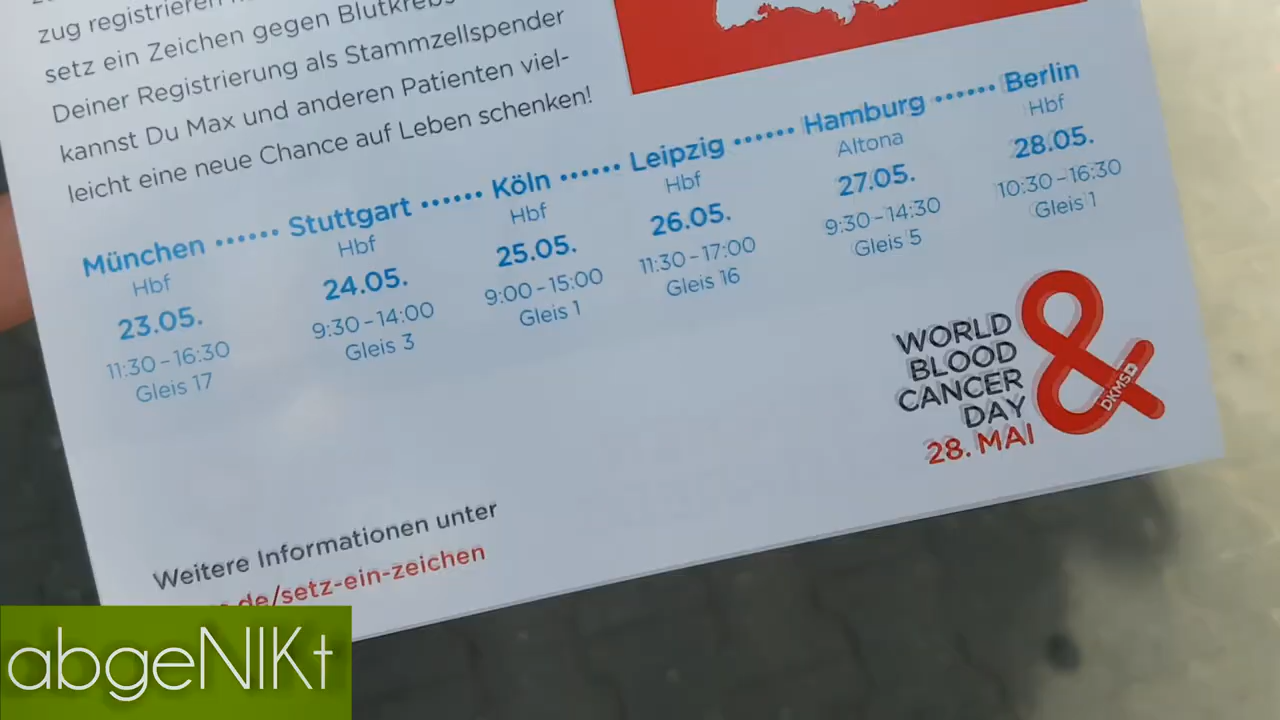 zug registrieren
setz ein Zeichen gegen Blutkrebs
Deiner Registrierung als Stammzellspender
kannst Du Max und anderen Patienten viel-
leicht eine neue Chance auf Leben schenken!
München ...... Stuttgart ...... Köln ...... Leipzig ...... Hamburg ...... Berlin
Hbf Hbf Hbf Hbf Altona Hbf
23.05. 24.05. 25.05. 26.05. 27.05. 28.05.
11:30-16:30 9:30-14:00 9:00-15:00 11:30-17:00 9:30-14:30 10:30-16:30
Gleis 17 Gleis 3 Gleis 1 Gleis 16 Gleis 5 Gleis 1
WORLD
BLOOD
CANCER
DAY
28. MAI
DKMS
Weitere Informationen unter
.de/setz-ein-zeichen
abgeNIKt